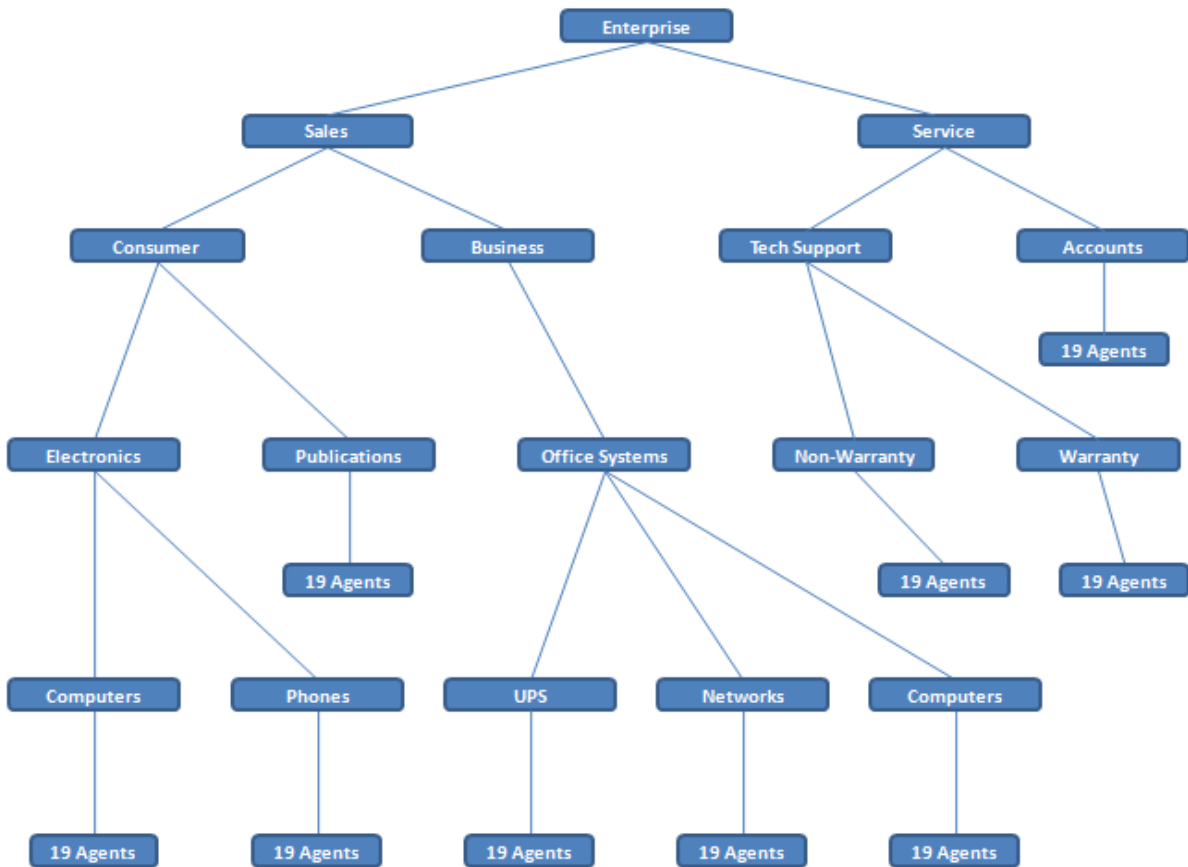 Enterprise
Sales
Service
Consumer
Business
Tech Support
Accounts
19 Agents
Electronics
Publications
Office Systems
Non-Warranty
Warranty
19 Agents
19 Agents
19 Agents
Computers
Phones
UPS
Networks
Computers
19 Agents
19 Agents
19 Agents
19 Agents
19 Agents